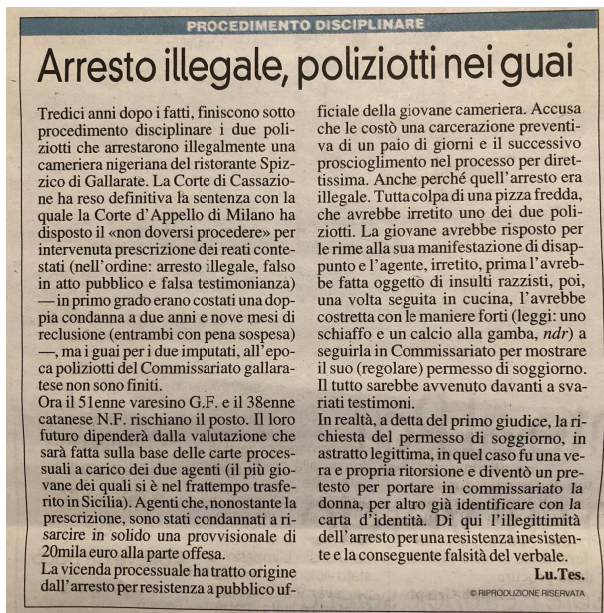 PROCEDIMENTO DISCIPLINARE
Arresto illegale, poliziotti nei guai
Tredici anni dopo i fatti, finiscono sotto
procedimento disciplinare i due poli-
ziotti che arrestarono illegalmente una
cameriera nigeriana del ristorante Spiz-
zico di Gallarate. La Corte di Cassazio-
ne ha reso definitiva la sentenza con la
quale la Corte d'Appello di Milano ha
disposto il «non doversi procedere» per
intervenuta prescrizione dei reati conte-
stati (nell'ordine: arresto illegale, falso
in atto pubblico e falsa testimonianza)
— in primo grado erano costati una dop-
pia condanna a due anni e nove mesi di
reclusione (entrambi con pena sospesa)
—, ma i guai per i due imputati, all'epo-
ca poliziotti del Commissariato gallara-
tese non sono finiti.
Ora il 51enne varesino G.F. e il 38enne
catanese N.F. rischiano il posto. Il loro
futuro dipenderà dalla valutazione che
sarà fatta sulla base delle carte proces-
suali a carico dei due agenti (il più gio-
vane dei quali si è nel frattempo trasfe-
rito in Sicilia). Agenti che, nonostante la
prescrizione, sono stati condannati a ri-
sarcire in solido una provvisionale di
20mila euro alla parte offesa.
La vicenda processuale ha tratto origine
dall'arresto per resistenza a pubblico uf-
ficiale della giovane cameriera. Accusa
che le costò una carcerazione preventi-
va di un paio di giorni e il successivo
proscioglimento nel processo per diret-
tissima. Anche perché quell'arresto era
illegale. Tutta colpa di una pizza fredda,
che avrebbe irretito uno dei due poli-
ziotti. La giovane avrebbe risposto per
le rime alla sua manifestazione di disap-
punto e l'agente, irretito, prima l'avreb-
be fatta oggetto di insulti razzisti, poi,
una volta seguita in cucina, l'avrebbe
costretta con le maniere forti (leggi: uno
schiaffo e un calcio alla gamba, ndr) a
seguirla in Commissariato per mostrare
il suo (regolare) permesso di soggiorno.
Il tutto sarebbe avvenuto davanti a sva-
riati testimoni.
In realtà, a detta del primo giudice, la ri-
chiesta del permesso di soggiorno, in
astratto legittima, in quel caso fu una ve-
ra e propria ritorsione e diventò un pre-
testo per portare in commissariato la
donna, per altro già identificare con la
carta d'identità. Di qui l'illegittimità
dell'arresto per una resistenza inesisten-
te e la conseguente falsità del verbale.
Lu.Tes.
© RIPRODUZIONE RISERVATA